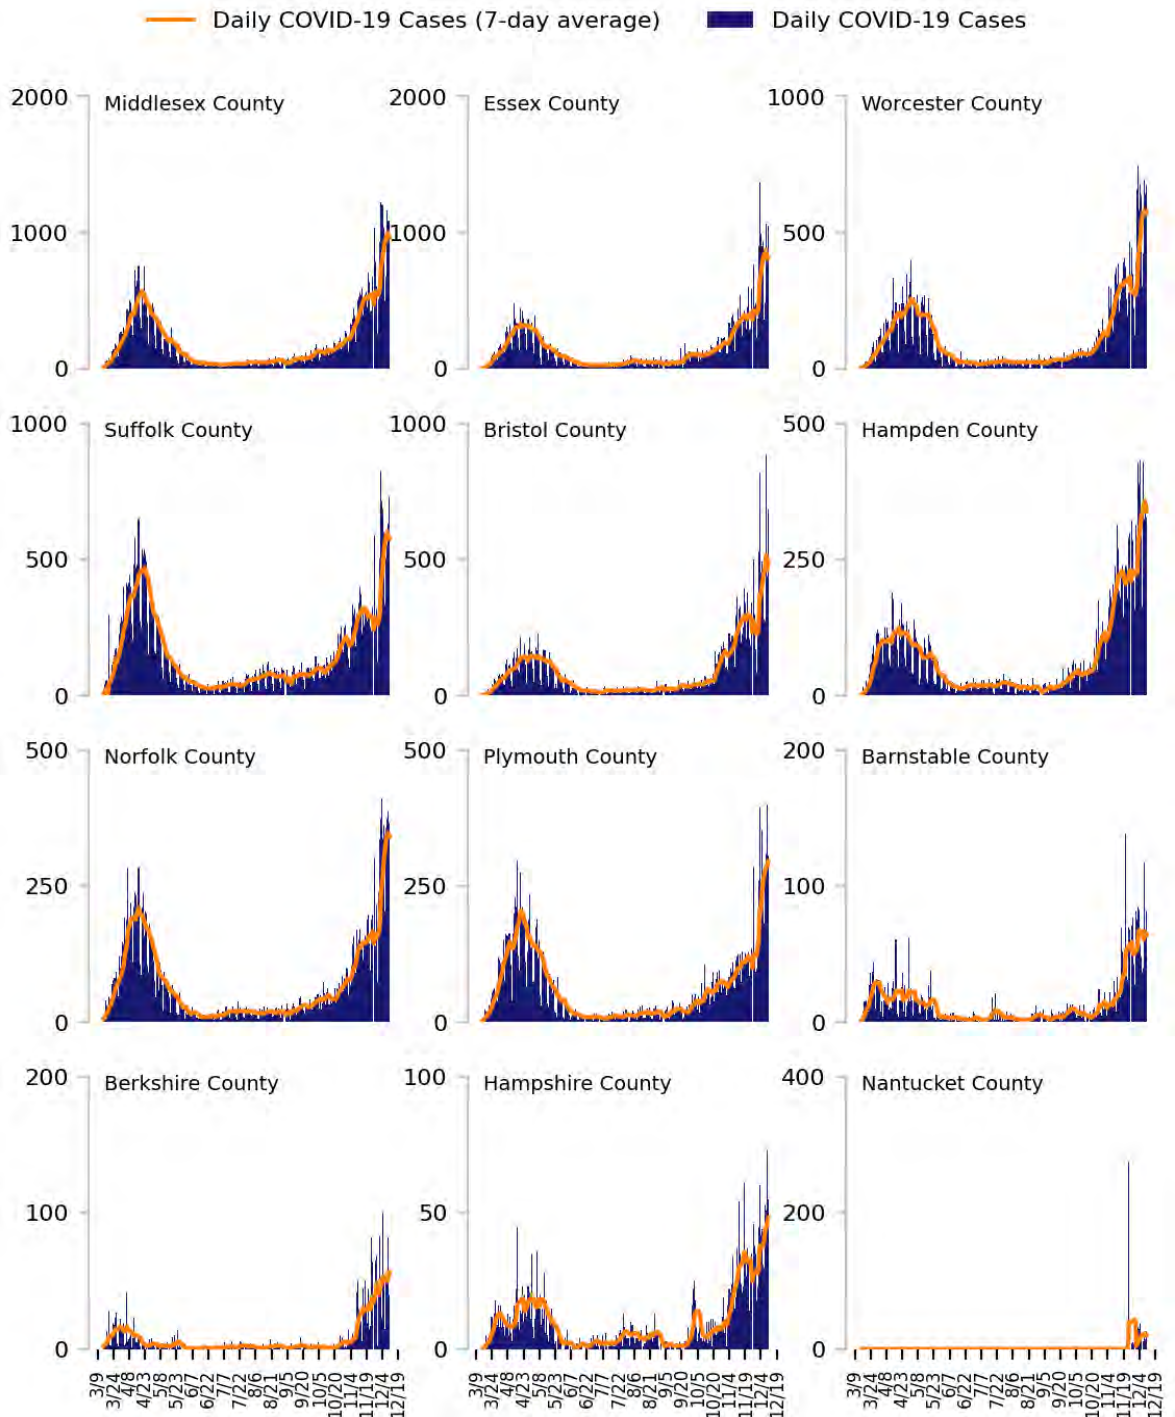 Daily COVID-19 Cases (7-day average) Daily COVID-19 Cases
2000 Middlesex County 2000 Essex County 1000 Worcester County
1000 1000 500
0 0 0
1000 Suffolk County 1000 Bristol County 500 Hampden County
500 500 250
0 0 0
500 Norfolk County 500 Plymouth County 200 Barnstable County
250 250 100
0 0 0
200 Berkshire County 100 Hampshire County 400 Nantucket County
100 50 200
0 0 0
3/9 3/24 4/8 4/23 5/8 5/23 6/7 6/22 7/7 7/22 8/6 8/21 9/5 9/20 10/5 10/20 11/4 11/19 12/4 12/19 3/9 3/24 4/8 4/23 5/8 5/23 6/7 6/22 7/7 7/22 8/6 8/21 9/5 9/20 10/5 10/20 11/4 11/19 12/4 12/19 3/9 3/24 4/8 4/23 5/8 5/23 6/7 6/22 7/7 7/22 8/6 8/21 9/5 9/20 10/5 10/20 11/4 11/19 12/4 12/19